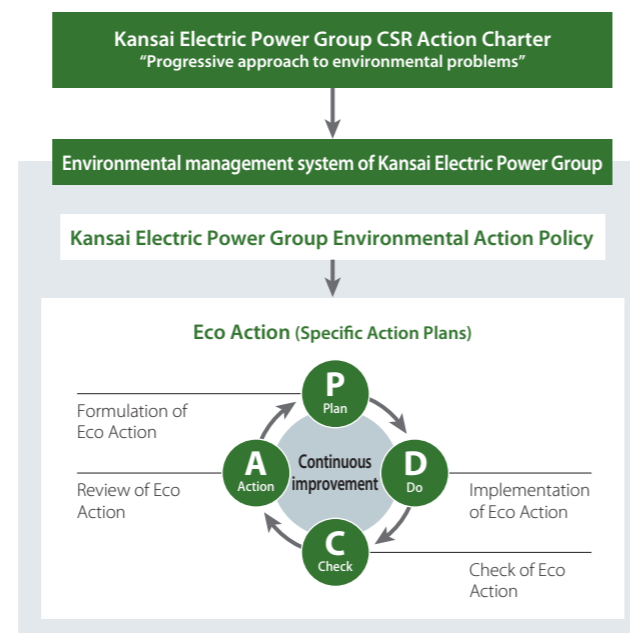 Kansai Electric Power Group CSR Action Charter
“Progressive approach to environmental problems”
Environmental management system of Kansai Electric Power Group
Kansai Electric Power Group Environmental Action Policy
Eco Action (Specific Action Plans)
P
Plan
Formulation of
Eco Action
A
Action
Continuous
improvement
D
Do
Review of Eco
Action
Implementation
of Eco Action
C
Check
Check of Eco
Action